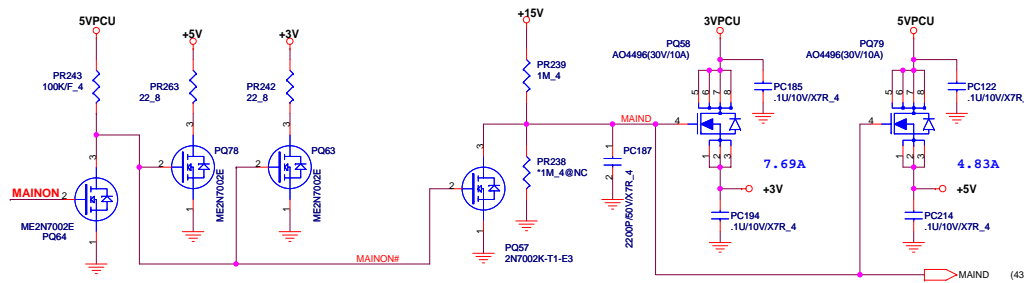 5VPCU
PR243
100K/F_4
MAINON
2
3
1
ME2N7002E
PQ64
+5V
PR263
22_8
3
2
1
PQ78
ME2N7002E
+3V
PR242
22_8
3
2
1
PQ63
ME2N7002E
MAINON#
+15V
PR239
1M_4
3
2
1
PQ57
2N7002K-T1-E3
PR238
*1M_4@NC
MAIND
1
2
PC187
2200P/50V/X7R_4
3VPCU
PQ58
AO4496(30V/10A)
5
6
7
8
4
1
2
3
PC185
.1U/10V/X7R_4
7.69A
+3V
PC194
.1U/10V/X7R_4
5VPCU
PQ79
AO4496(30V/10A)
5
6
7
8
4
1
2
3
PC122
.1U/10V/X7R_4
4.83A
+5V
PC214
.1U/10V/X7R_4
MAIND
(43